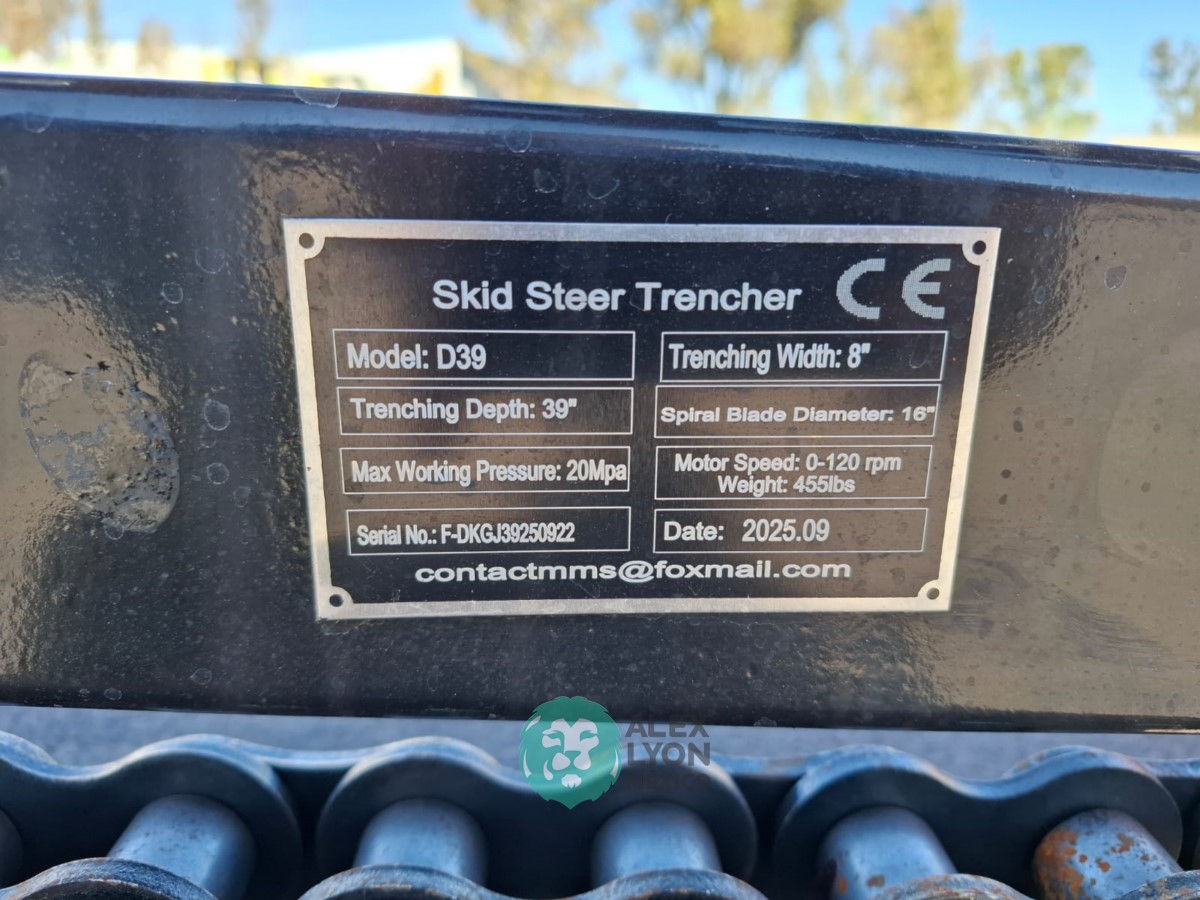 Skid Steer Trencher CE
Model: D39
Trenching Width: 8"
Trenching Depth: 39"
Spiral Blade Diameter: 16"
Max Working Pressure: 20Mpa
Motor Speed: 0-120 rpm
Weight: 455lbs
Serial No.: F-DKGJ39250922
Date: 2025.09
contactmms@foxmail.com
ALEX
LYON